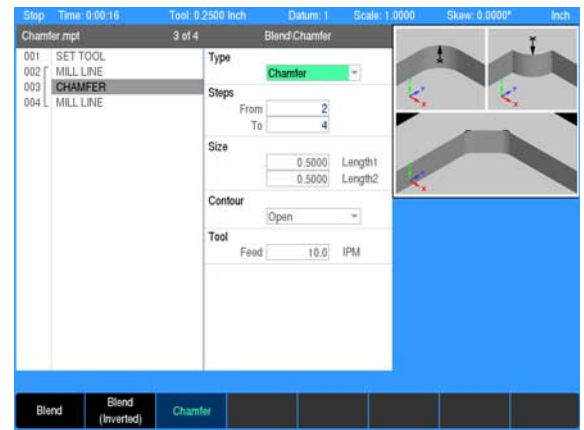 Stop Time: 0:00:16 Tool: 0.2500 Inch Datum: 1 Scale: 1.0000 Skew: 0.0000° Inch
Chamfer.mpt 3 of 4 Blend\Chamfer
001 SET TOOL
002 MILL LINE
003 CHAMFER
004 MILL LINE
Type
Chamfer
Steps
From 2
To 4
Size
0.5000 Length1
0.5000 Length2
Contour
Open
Tool
Feed 10.0 IPM
Y
X
Y
X
Y
X
Blend
Blend
(Inverted)
Chamfer